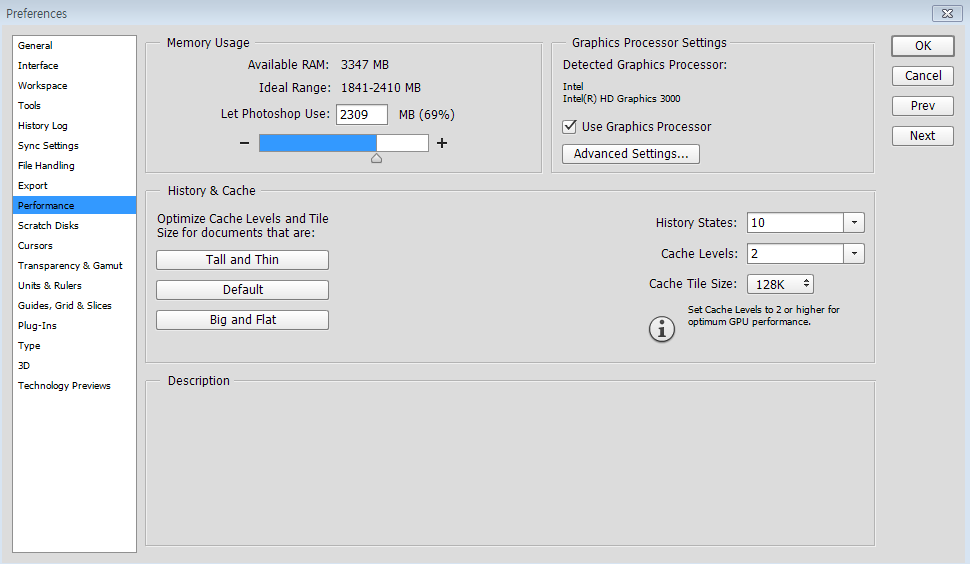 Preferences
General
Interface
Workspace
Tools
History Log
Sync Settings
File Handling
Export
Performance
Scratch Disks
Cursors
Transparency & Gamut
Units & Rulers
Guides, Grid & Slices
Plug-Ins
Type
3D
Technology Previews
Memory Usage
Available RAM: 3347 MB
Ideal Range: 1841-2410 MB
Let Photoshop Use: 2309 MB (69%)
− +
Graphics Processor Settings
Detected Graphics Processor:
Intel
Intel(R) HD Graphics 3000
Use Graphics Processor
Advanced Settings...
OK
Cancel
Prev
Next
History & Cache
Optimize Cache Levels and Tile
Size for documents that are:
Tall and Thin
Default
Big and Flat
History States: 10
Cache Levels: 2
Cache Tile Size: 128K
Set Cache Levels to 2 or higher for
optimum GPU performance.
Description